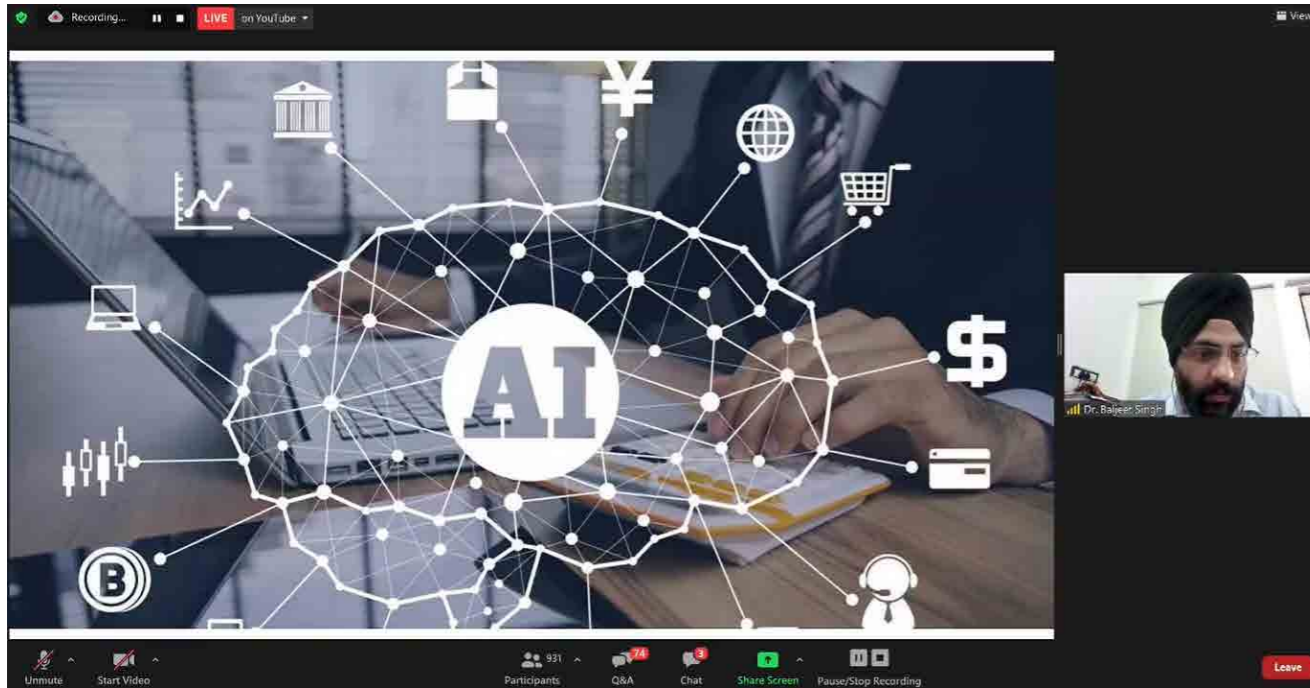 Recording...
LIVE on YouTube
View
¥
AI
$
B
Dr. Baljeet Singh
Unmute
Start Video
931
Participants
74
Q&A
3
Chat
Share Screen
Pause/Stop Recording
Leave